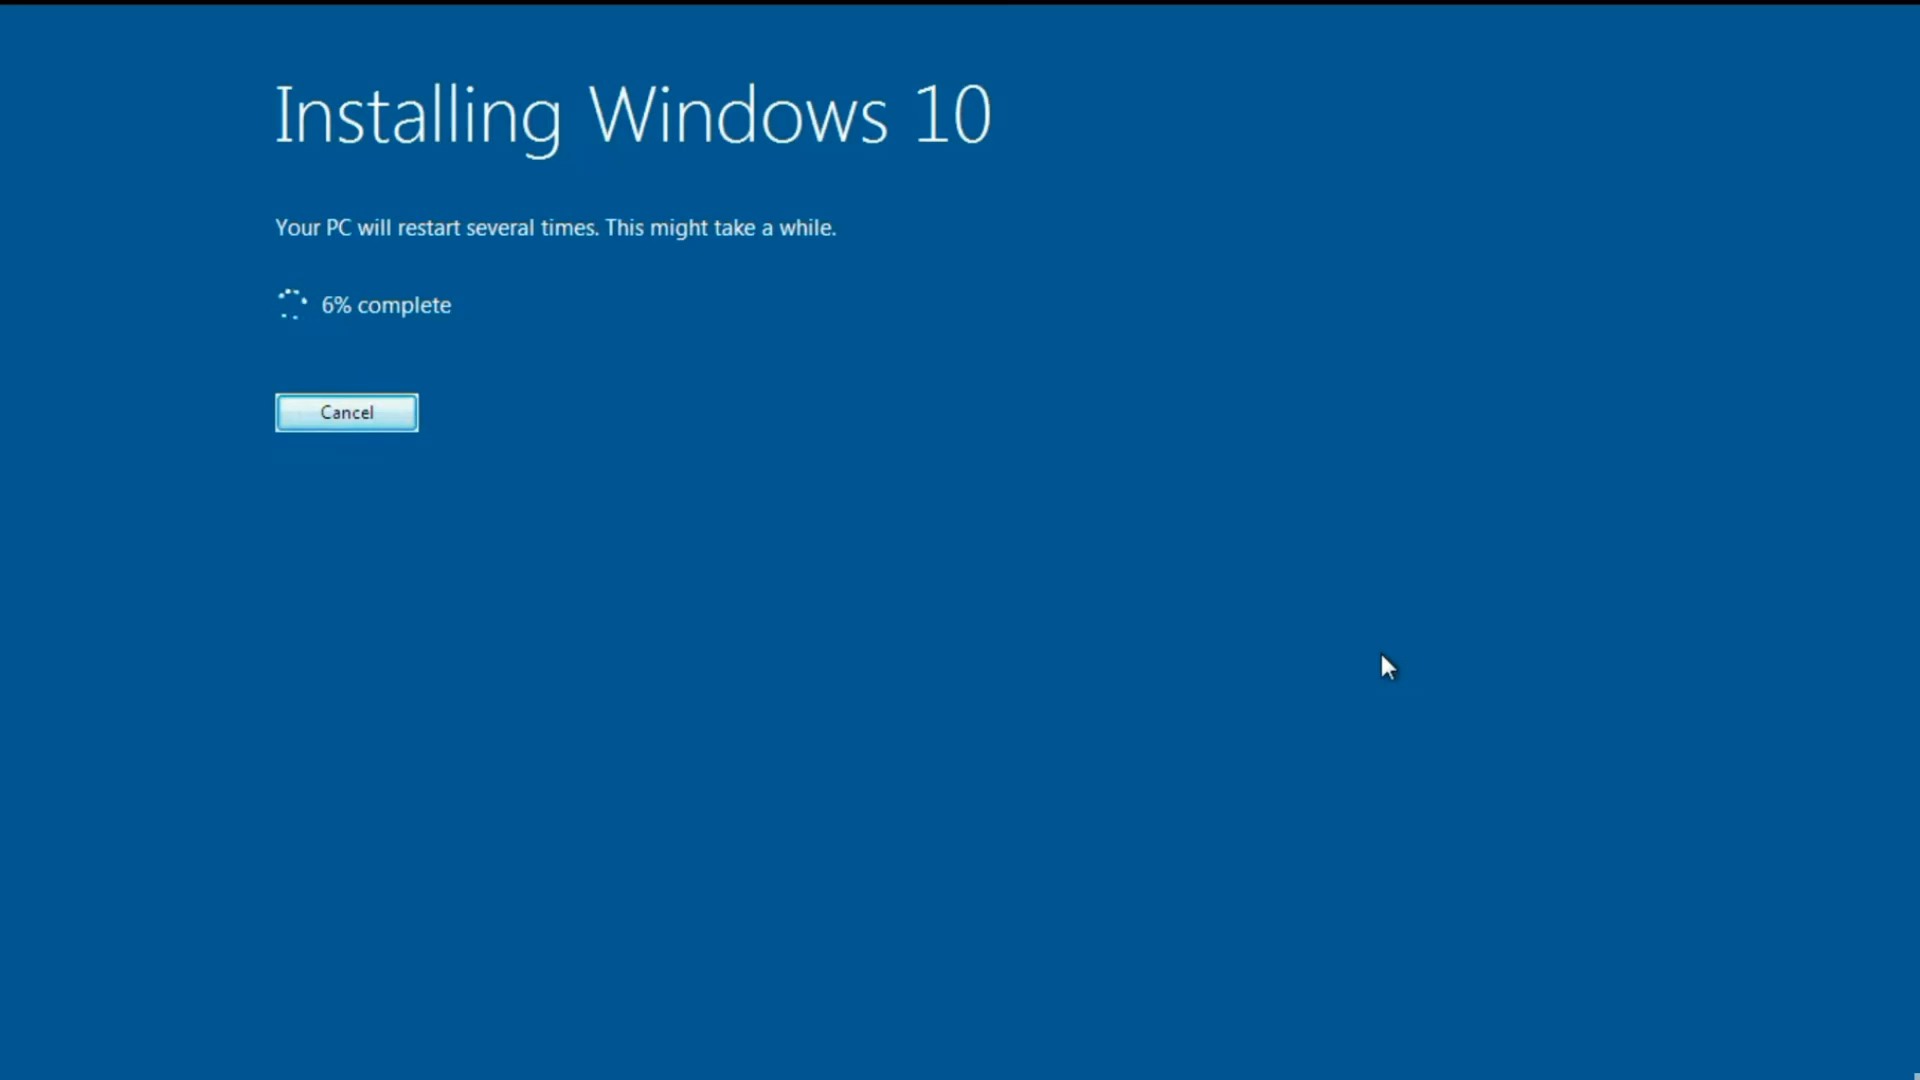 Installing Windows 10
Your PC will restart several times. This might take a while.
6% complete
Cancel